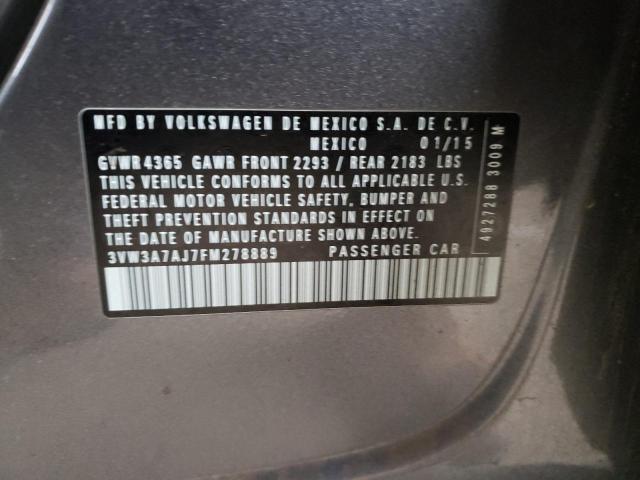 MFD BY VOLKSWAGEN DE MEXICO S.A. DE C.V.
MEXICO 01/15
GVWR 4365 GAWR FRONT 2293 / REAR 2183 LBS
THIS VEHICLE CONFORMS TO ALL APPLICABLE U.S.
FEDERAL MOTOR VEHICLE SAFETY, BUMPER AND
THEFT PREVENTION STANDARDS IN EFFECT ON
THE DATE OF MANUFACTURE SHOWN ABOVE.
3VW3A7AJ7FM278889 PASSENGER CAR
4927288 3009 M